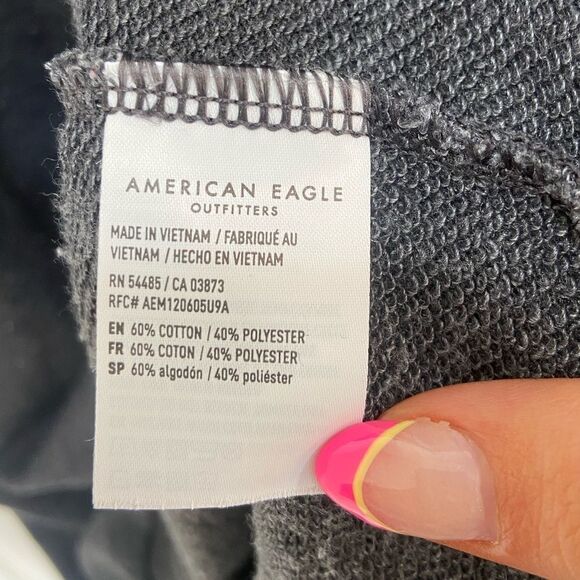 AMERICAN EAGLE
OUTFITTERS
MADE IN VIETNAM / FABRIQUÉ AU
VIETNAM / HECHO EN VIETNAM
RN 54485 / CA 03873
RFC# AEM120605U9A
EN 60% COTTON / 40% POLYESTER
FR 60% COTON / 40% POLYESTER
SP 60% algodón / 40% poliéster